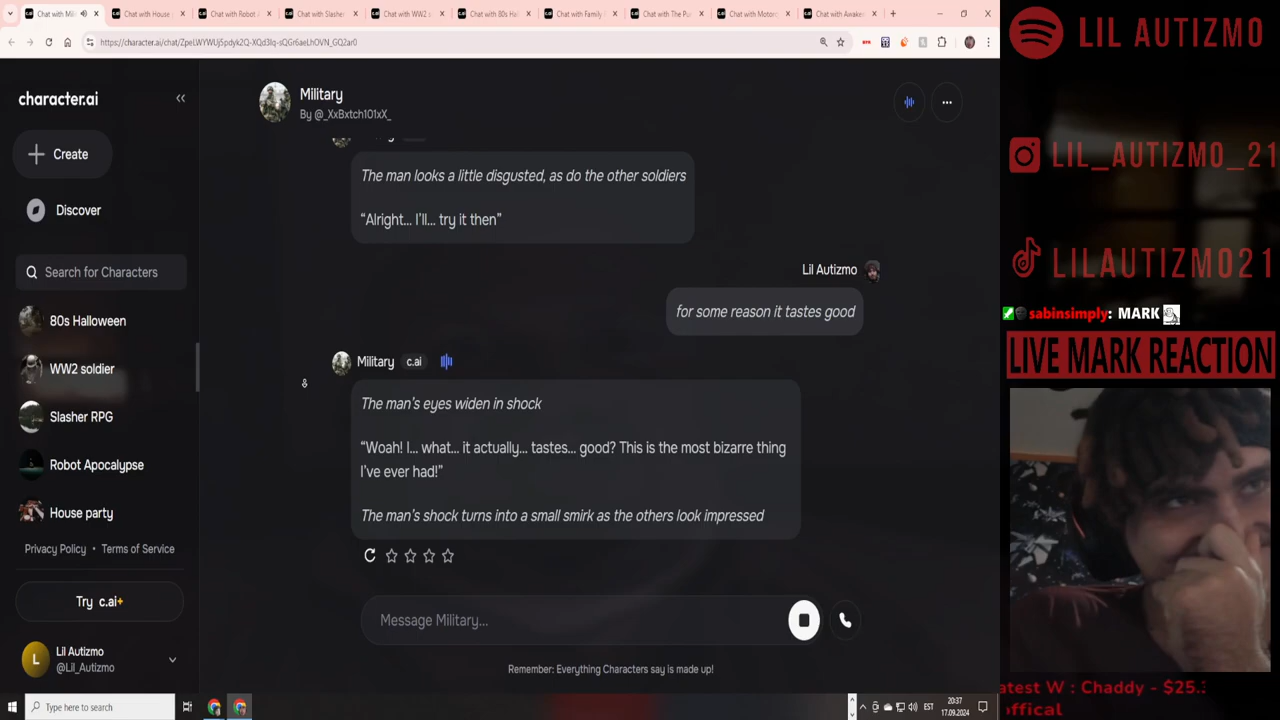 Chat with Milit
Chat with House
Chat with Robot A
Chat with Slasher
Chat with WW2 s
Chat with 80s Hal
Chat with Family
Chat with The Pu
Chat with Motorc
Chat with Awake
https://character.ai/chat/ZpeLWYWUj5pdyk2Q-XQd3Iq-sQGr6aeLhOVN_GQ2ar0
character.ai
Create
Discover
Search for Characters
80s Halloween
WW2 soldier
Slasher RPG
Robot Apocalypse
House party
Privacy Policy • Terms of Service
Try c.ai+
L
Lil Autizmo
@Lil_Autizmo
Military
By @_XxBxtch101xX_
The man looks a little disgusted, as do the other soldiers
“Alright... I’ll... try it then”
Lil Autizmo
for some reason it tastes good
Military c.ai
The man’s eyes widen in shock
“Woah! I... what... it actually... tastes... good? This is the most bizarre thing
I’ve ever had!”
The man’s shock turns into a small smirk as the others look impressed
Message Military...
Remember: Everything Characters say is made up!
LIL AUTIZMO
LIL_AUTIZMO_21
LILAUTIZMO21
sabinsimply: MARK
LIVE MARK REACTION
atest W : Chaddy - $25.
offical
Type here to search
EST
20:37
17.09.2024